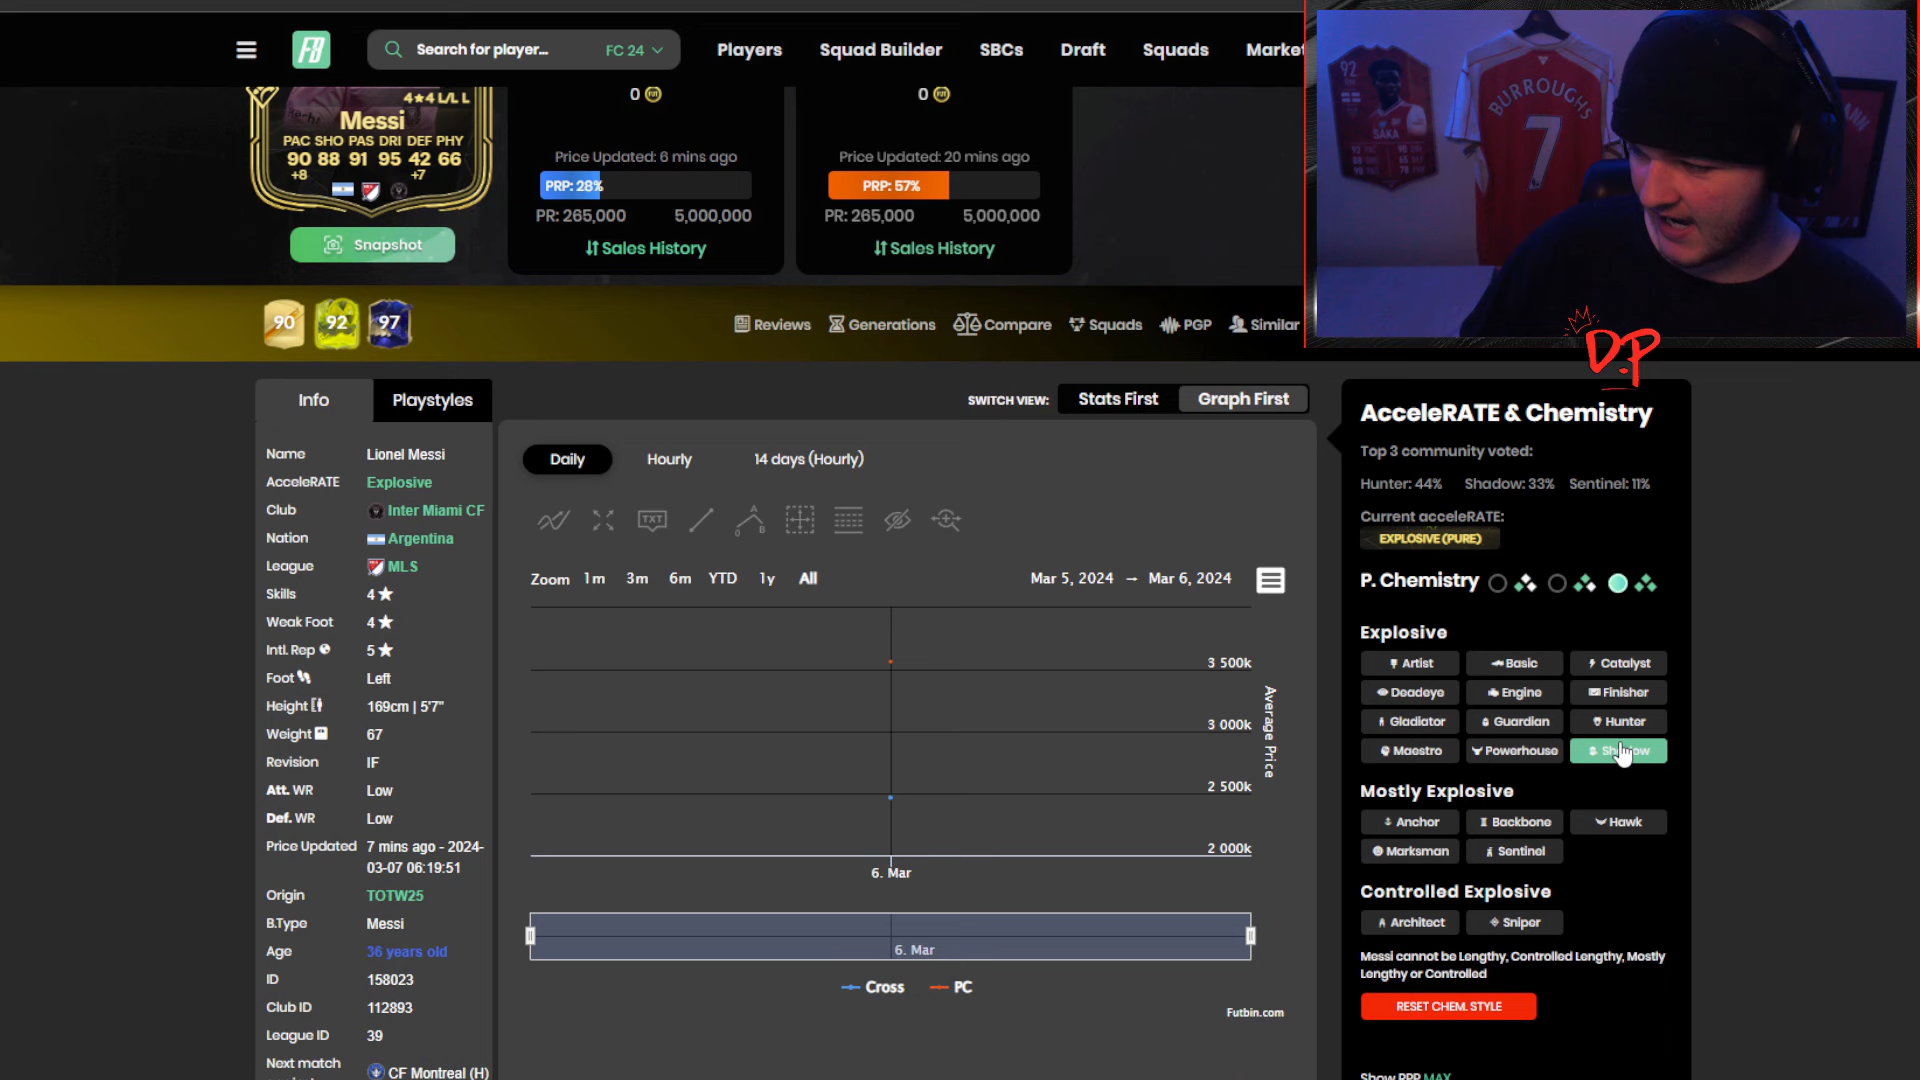 Search for player...
FC 24
Players
Squad Builder
SBCs
Draft
Squads
Market
4★4 L/L L
Messi
PAC SHO PAS DRI DEF PHY
90 88 91 95 42 66
+8 +7
Snapshot
0
Price Updated: 6 mins ago
PRP: 28%
PR: 265,000 5,000,000
Sales History
0
Price Updated: 20 mins ago
PRP: 57%
PR: 265,000 5,000,000
Sales History
92
SAKA
BURROUGHS
7
D.P
90 92 97
Reviews
Generations
Compare
Squads
PGP
Similar
Info
Playstyles
Name Lionel Messi
AcceleRATE Explosive
Club Inter Miami CF
Nation Argentina
League MLS
Skills 4★
Weak Foot 4★
Intl. Rep 5★
Foot Left
Height 169cm | 5'7"
Weight 67
Revision IF
Att. WR Low
Def. WR Low
Price Updated 7 mins ago - 2024-
03-07 06:19:51
Origin TOTW25
B.Type Messi
Age 36 years old
ID 158023
Club ID 112893
League ID 39
Next match
CF Montreal (H)
SWITCH VIEW:
Stats First
Graph First
Daily
Hourly
14 days (Hourly)
TXT
A
0 B
Zoom 1m 3m 6m YTD 1y All
Mar 5, 2024 → Mar 6, 2024
3 500k
3 000k
2 500k
2 000k
Average Price
6. Mar
6. Mar
Cross PC
Futbin.com
AcceleRATE & Chemistry
Top 3 community voted:
Hunter: 44% Shadow: 33% Sentinel: 11%
Current acceleRATE:
EXPLOSIVE (PURE)
P. Chemistry
Explosive
Artist Basic Catalyst
Deadeye Engine Finisher
Gladiator Guardian Hunter
Maestro Powerhouse Shadow
Mostly Explosive
Anchor Backbone Hawk
Marksman Sentinel
Controlled Explosive
Architect Sniper
Messi cannot be Lengthy, Controlled Lengthy, Mostly
Lengthy or Controlled
RESET CHEM. STYLE
Show RPP MAX